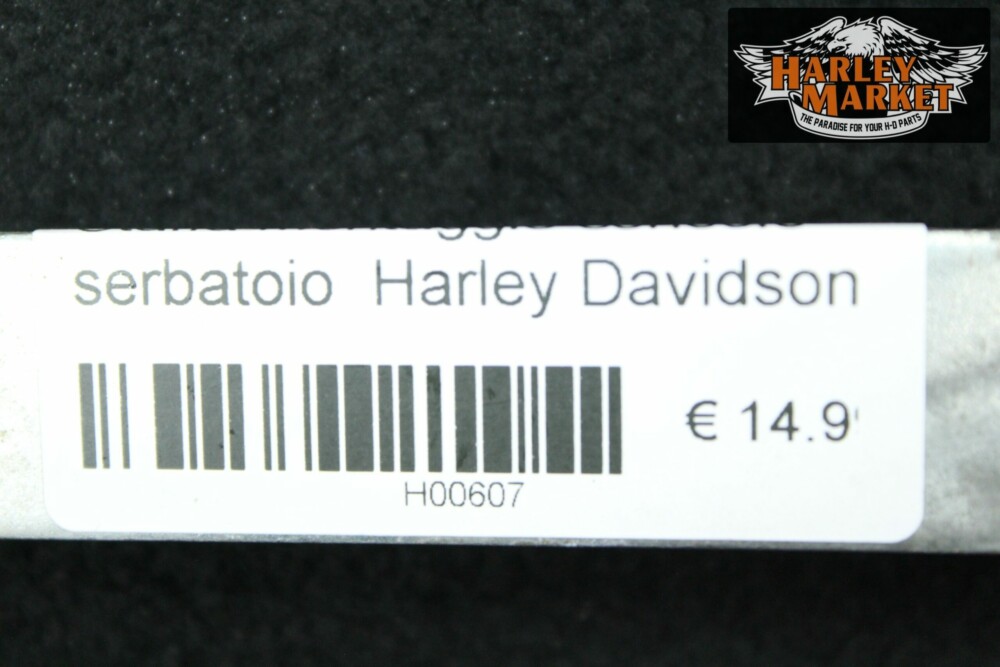 HARLEY
MARKET
THE PARADISE FOR YOUR H-D PARTS
serbatoio Harley Davidson
€ 14.9
H00607